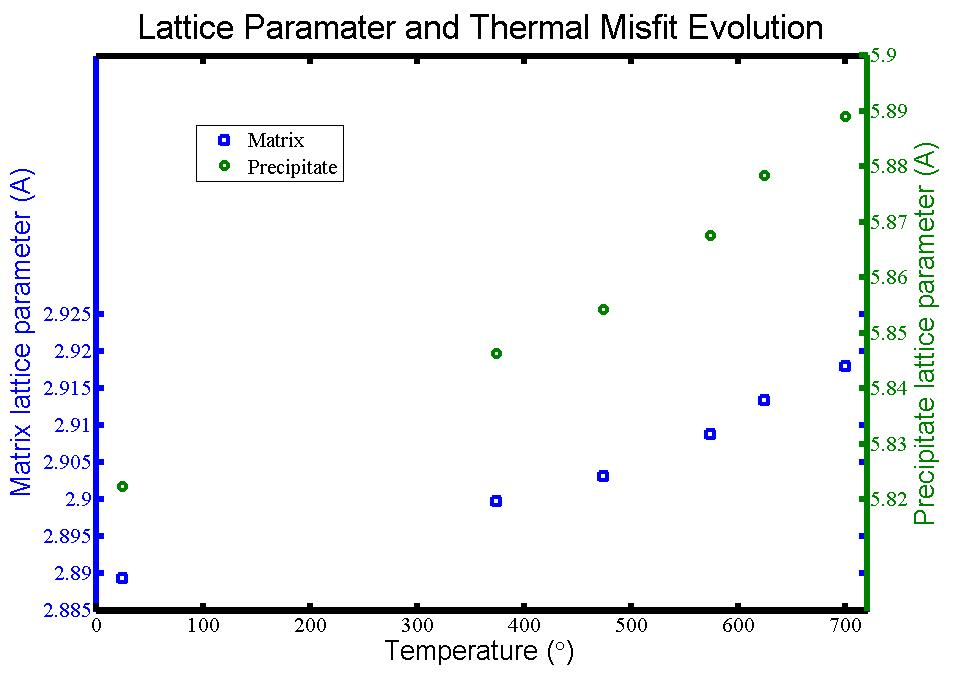 Lattice Paramater and Thermal Misfit Evolution
Matrix
Precipitate
Matrix lattice parameter (A)
2.925
2.92
2.915
2.91
2.905
2.9
2.895
2.89
2.885
0 100 200 300 400 500 600 700
Temperature (°)
5.9
5.89
5.88
5.87
5.86
5.85
5.84
5.83
5.82
Precipitate lattice parameter (A)